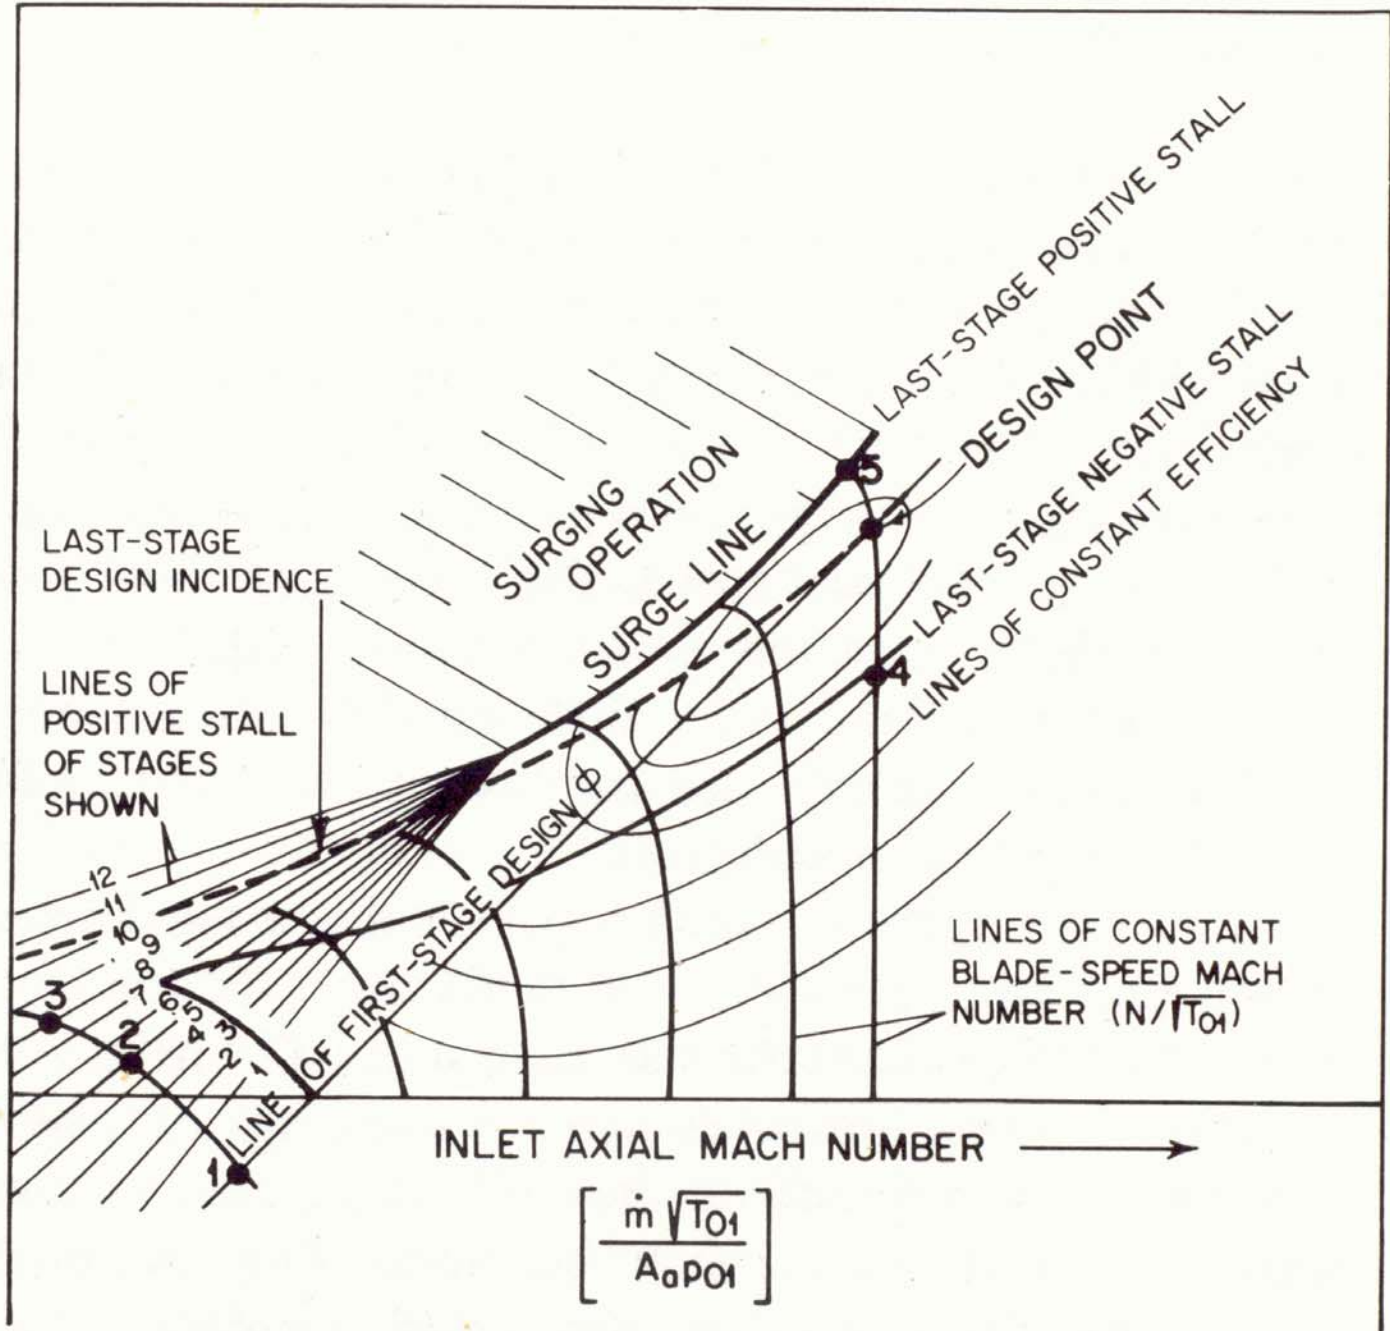 LAST-STAGE POSITIVE STALL
DESIGN POINT
LAST-STAGE NEGATIVE STALL
LINES OF CONSTANT EFFICIENCY
SURGING
OPERATION
SURGE LINE
5
4
LAST-STAGE
DESIGN INCIDENCE
LINES OF
POSITIVE STALL
OF STAGES
SHOWN
12
11
10
9
8
7
6
5
4
3
2
1
3
2
1
LINE OF FIRST-STAGE DESIGN ϕ
LINES OF CONSTANT
BLADE-SPEED MACH
NUMBER (N/√T01)
INLET AXIAL MACH NUMBER
[ṁ √T01 / Aa p01]